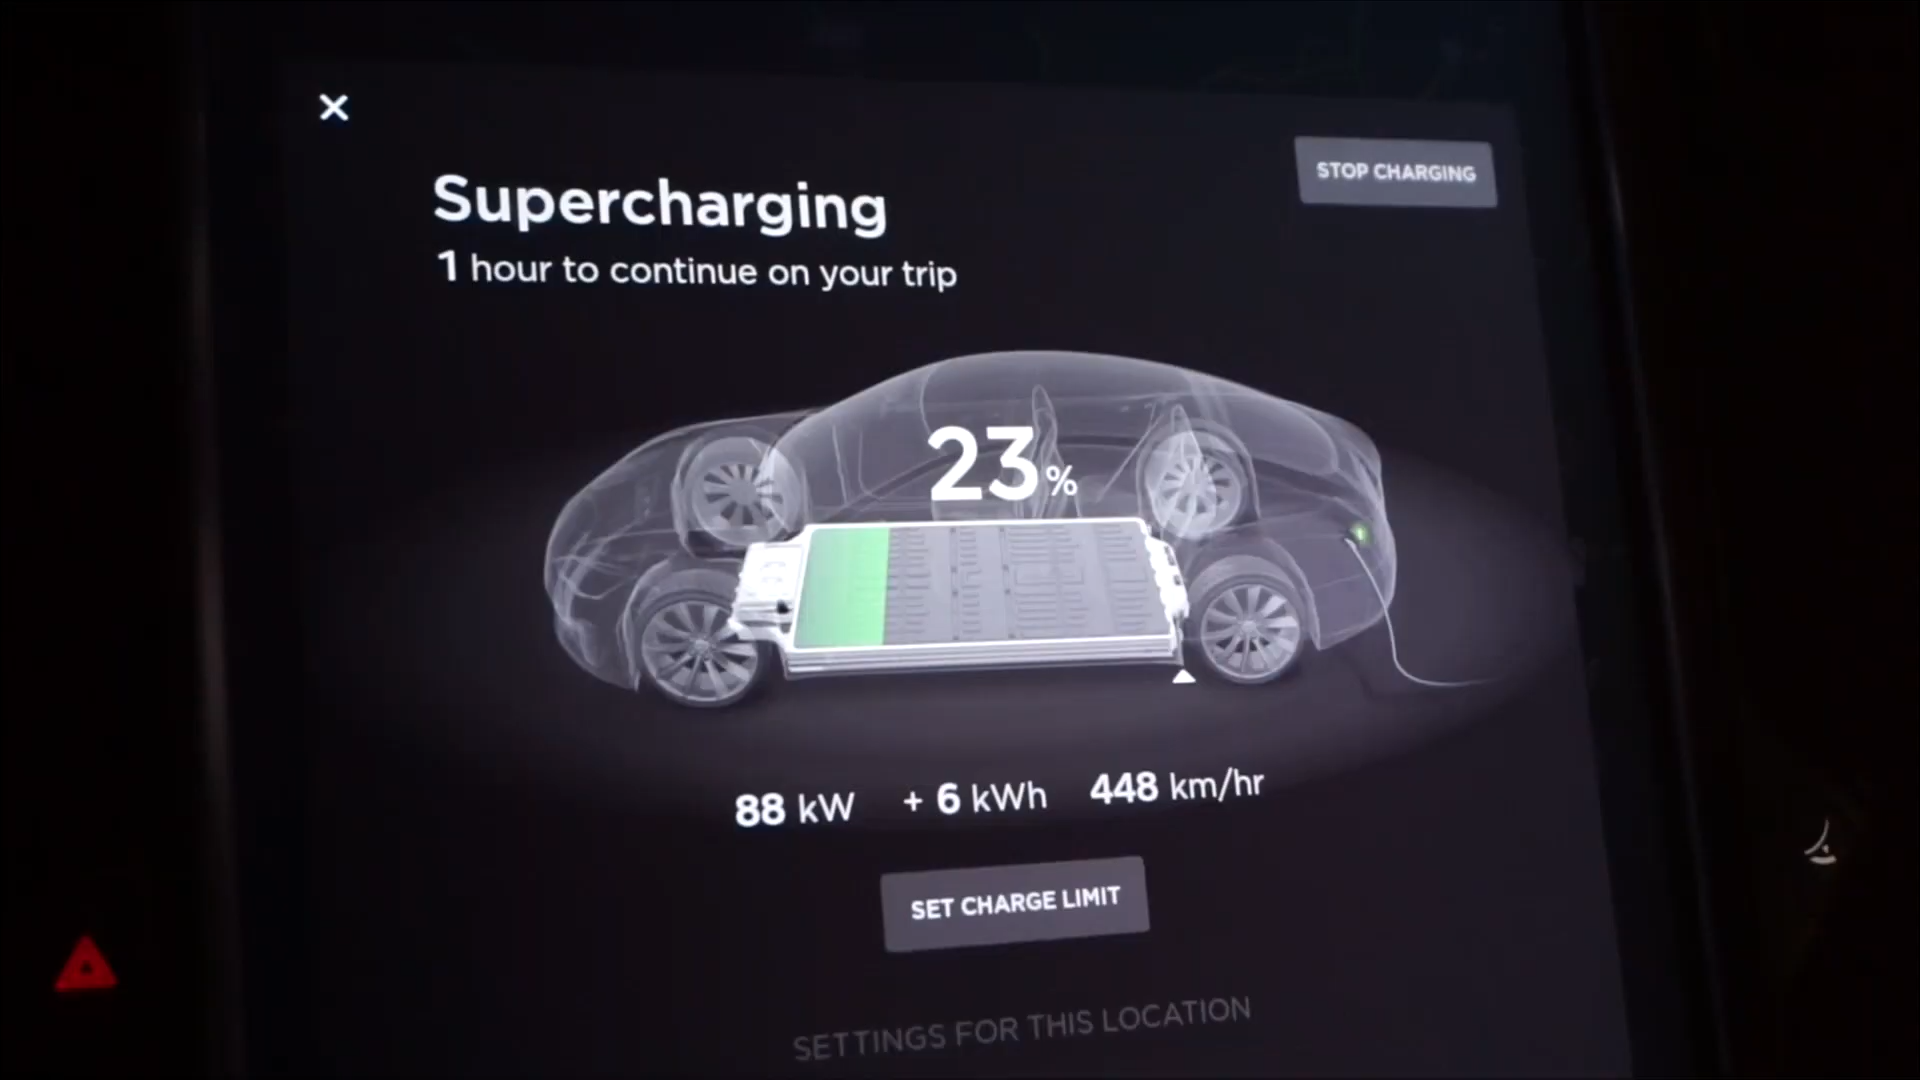 Supercharging
STOP CHARGING
1 hour to continue on your trip
23%
88 kW + 6 kWh 448 km/hr
SET CHARGE LIMIT
SETTINGS FOR THIS LOCATION